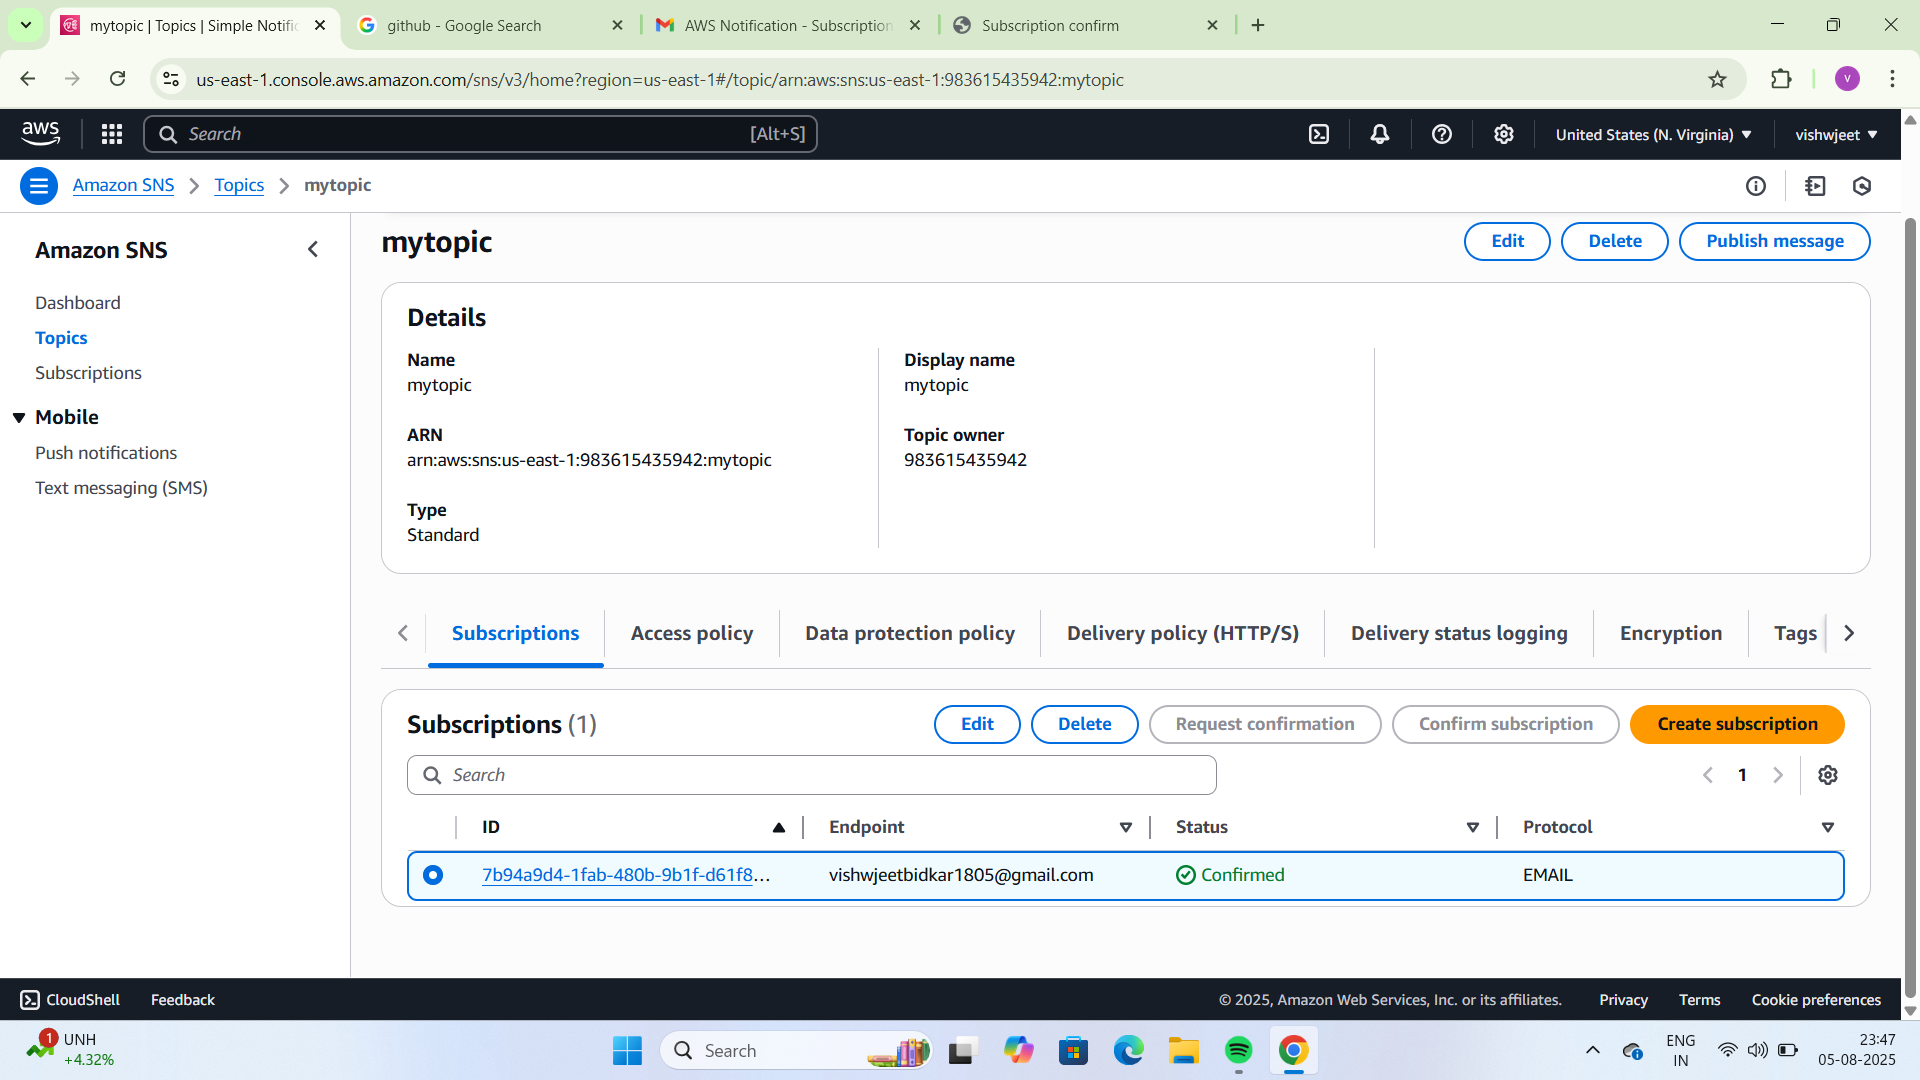 mytopic | Topics | Simple Notific
github - Google Search
AWS Notification - Subscription
Subscription confirm
us-east-1.console.aws.amazon.com/sns/v3/home?region=us-east-1#/topic/arn:aws:sns:us-east-1:983615435942:mytopic
V
aws
Search
[Alt+S]
United States (N. Virginia)
vishwjeet
Amazon SNS
Topics
mytopic
Amazon SNS
Dashboard
Topics
Subscriptions
Mobile
Push notifications
Text messaging (SMS)
mytopic
Edit
Delete
Publish message
Details
Name
mytopic
ARN
arn:aws:sns:us-east-1:983615435942:mytopic
Type
Standard
Display name
mytopic
Topic owner
983615435942
Subscriptions
Access policy
Data protection policy
Delivery policy (HTTP/S)
Delivery status logging
Encryption
Tags
Subscriptions (1)
Edit
Delete
Request confirmation
Confirm subscription
Create subscription
Search
1
ID
Endpoint
Status
Protocol
7b94a9d4-1fab-480b-9b1f-d61f8...
vishwjeetbidkar1805@gmail.com
Confirmed
EMAIL
CloudShell
Feedback
© 2025, Amazon Web Services, Inc. or its affiliates.
Privacy
Terms
Cookie preferences
1
UNH
+4.32%
Search
ENG
IN
23:47
05-08-2025